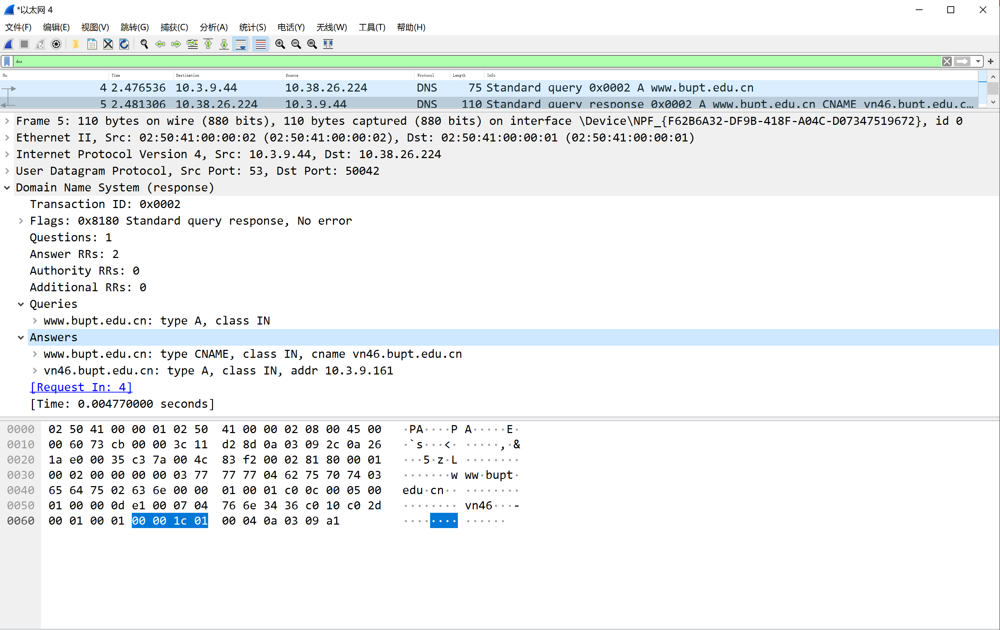 *以太网 4
文件(F) 编辑(E) 视图(V) 跳转(G) 捕获(C) 分析(A) 统计(S) 电话(Y) 无线(W) 工具(T) 帮助(H)
dns
No. Time Destination Source Protocol Length Info
4 2.476536 10.3.9.44 10.38.26.224 DNS 75 Standard query 0x0002 A www.bupt.edu.cn
5 2.481306 10.38.26.224 10.3.9.44 DNS 110 Standard query response 0x0002 A www.bupt.edu.cn CNAME vn46.bupt.edu.c…
Frame 5: 110 bytes on wire (880 bits), 110 bytes captured (880 bits) on interface \Device\NPF_{F62B6A32-DF9B-418F-A04C-D07347519672}, id 0
Ethernet II, Src: 02:50:41:00:00:02 (02:50:41:00:00:02), Dst: 02:50:41:00:00:01 (02:50:41:00:00:01)
Internet Protocol Version 4, Src: 10.3.9.44, Dst: 10.38.26.224
User Datagram Protocol, Src Port: 53, Dst Port: 50042
Domain Name System (response)
Transaction ID: 0x0002
Flags: 0x8180 Standard query response, No error
Questions: 1
Answer RRs: 2
Authority RRs: 0
Additional RRs: 0
Queries
www.bupt.edu.cn: type A, class IN
Answers
www.bupt.edu.cn: type CNAME, class IN, cname vn46.bupt.edu.cn
vn46.bupt.edu.cn: type A, class IN, addr 10.3.9.161
[Request In: 4]
[Time: 0.004770000 seconds]
0000 02 50 41 00 00 01 02 50 41 00 00 02 08 00 45 00 ·PA····P A·····E·
0010 00 60 73 cb 00 00 3c 11 d2 8d 0a 03 09 2c 0a 26 ·`s···<· ·····,·&
0020 1a e0 00 35 c3 7a 00 4c 83 f2 00 02 81 80 00 01 ···5·z·L ········
0030 00 02 00 00 00 00 03 77 77 77 04 62 75 70 74 03 ·······w ww·bupt·
0040 65 64 75 02 63 6e 00 00 01 00 01 c0 0c 00 05 00 edu·cn·· ········
0050 01 00 00 0d e1 00 07 04 76 6e 34 36 c0 10 c0 2d ········ vn46···-
0060 00 01 00 01 00 00 1c 01 00 04 0a 03 09 a1 ········ ······